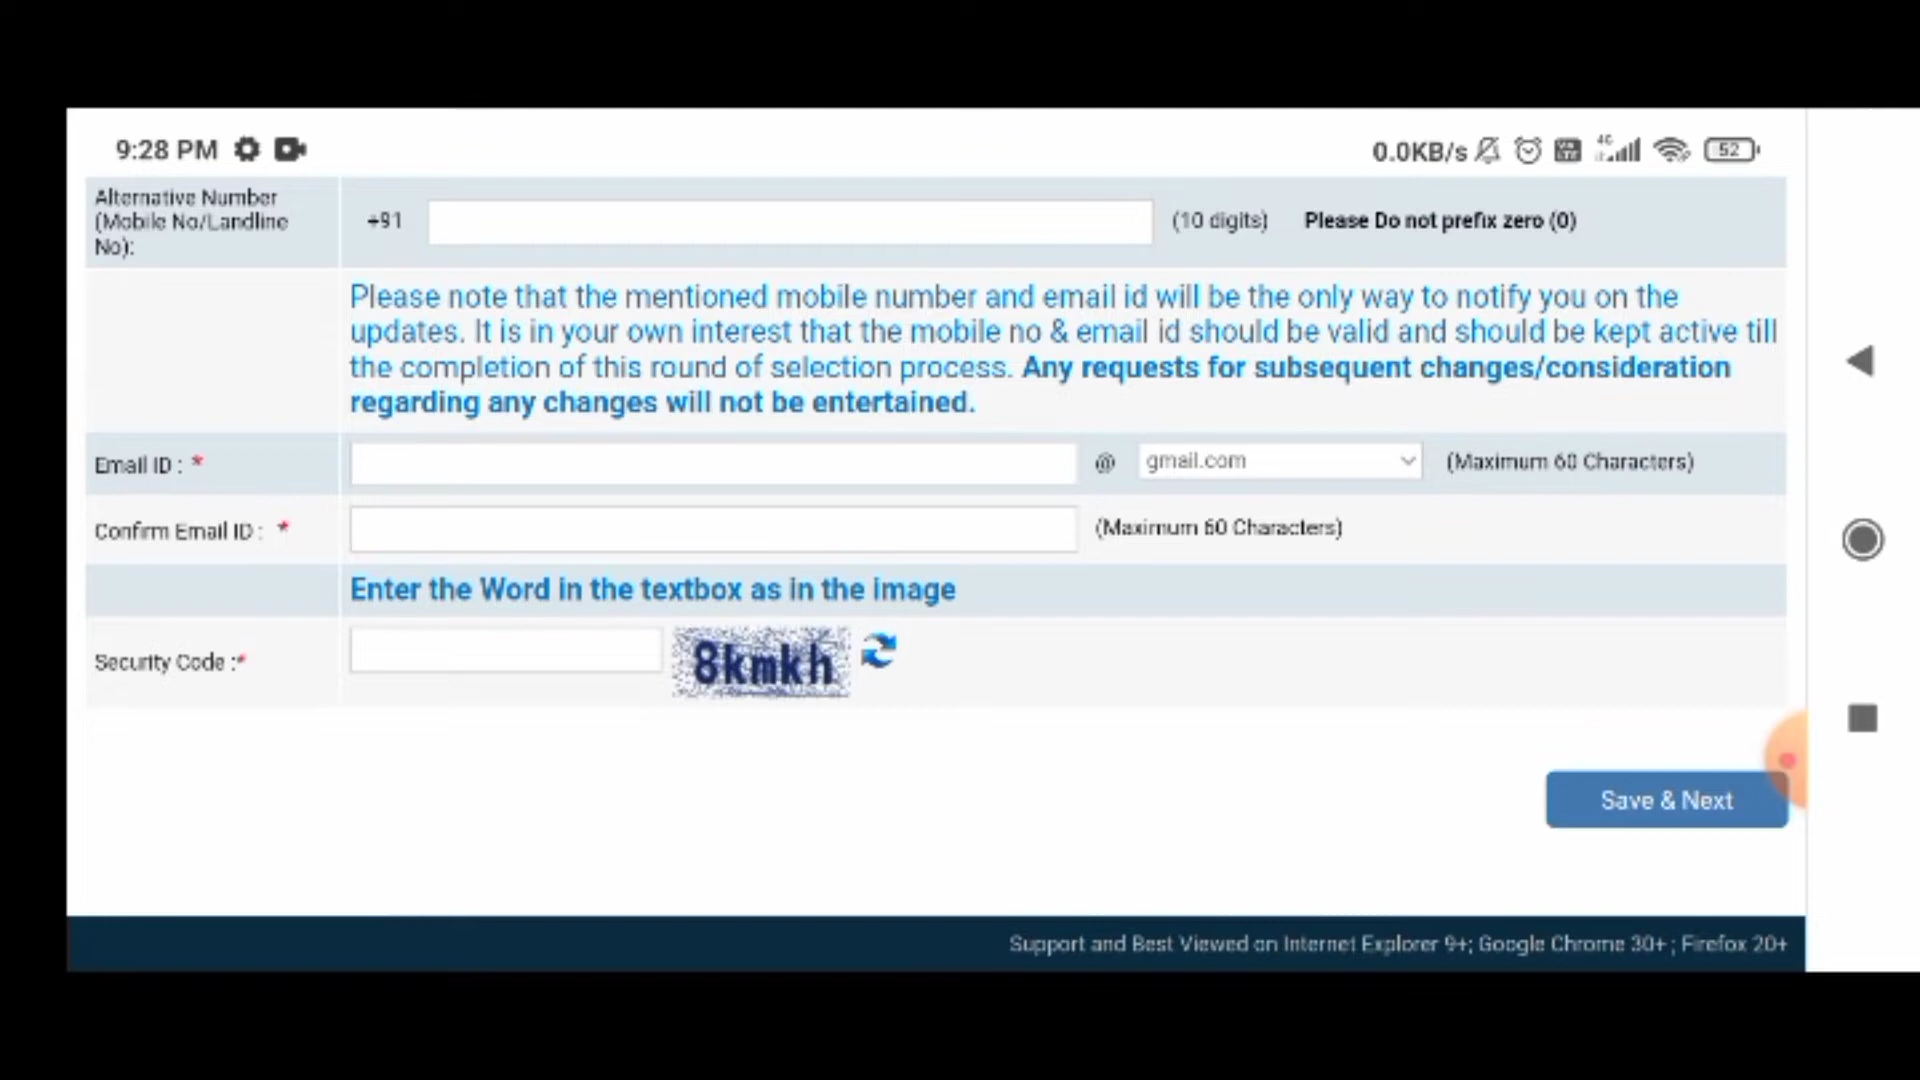 9:28 PM
0.0KB/s 4G 52
Alternative Number
(Mobile No/Landline
No):
+91
(10 digits) Please Do not prefix zero (0)
Please note that the mentioned mobile number and email id will be the only way to notify you on the
updates. It is in your own interest that the mobile no & email id should be valid and should be kept active till
the completion of this round of selection process. Any requests for subsequent changes/consideration
regarding any changes will not be entertained.
Email ID : * @ gmail.com (Maximum 60 Characters)
Confirm Email ID : * (Maximum 60 Characters)
Enter the Word in the textbox as in the image
Security Code :* 8kmkh
Save & Next
Support and Best Viewed on Internet Explorer 9+; Google Chrome 30+ ; Firefox 20+